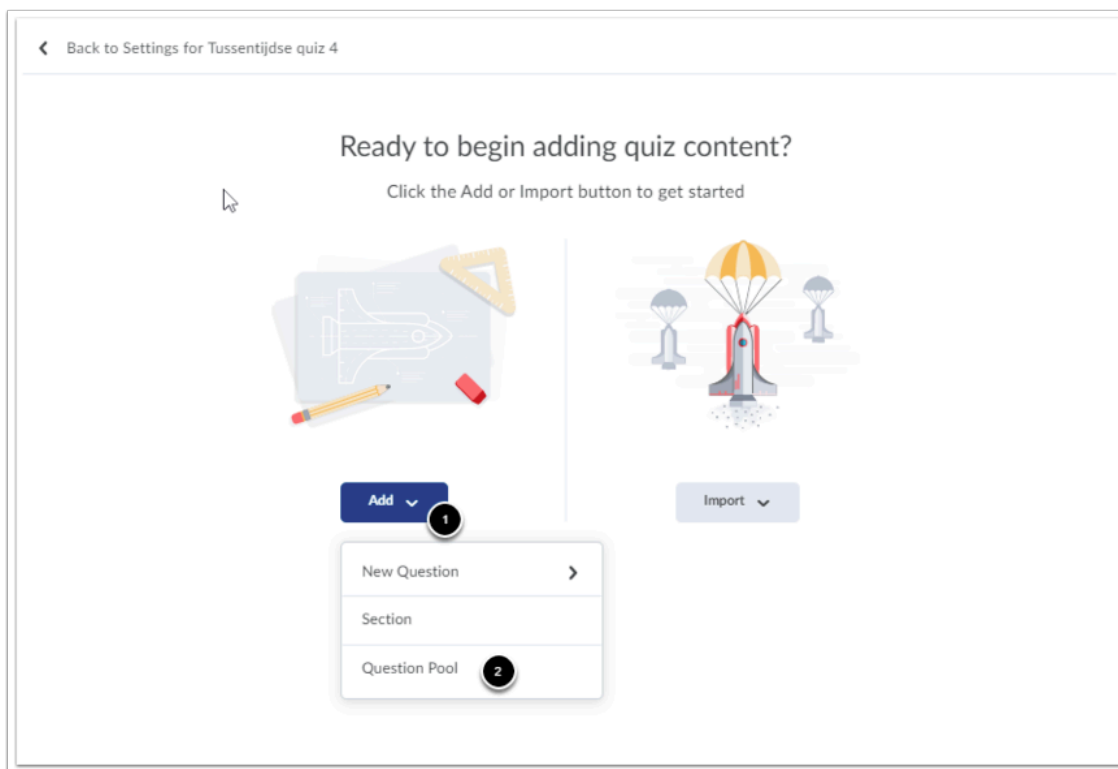 Back to Settings for Tussentijdse quiz 4
Ready to begin adding quiz content?
Click the Add or Import button to get started
Add
1
Import
New Question
Section
Question Pool
2